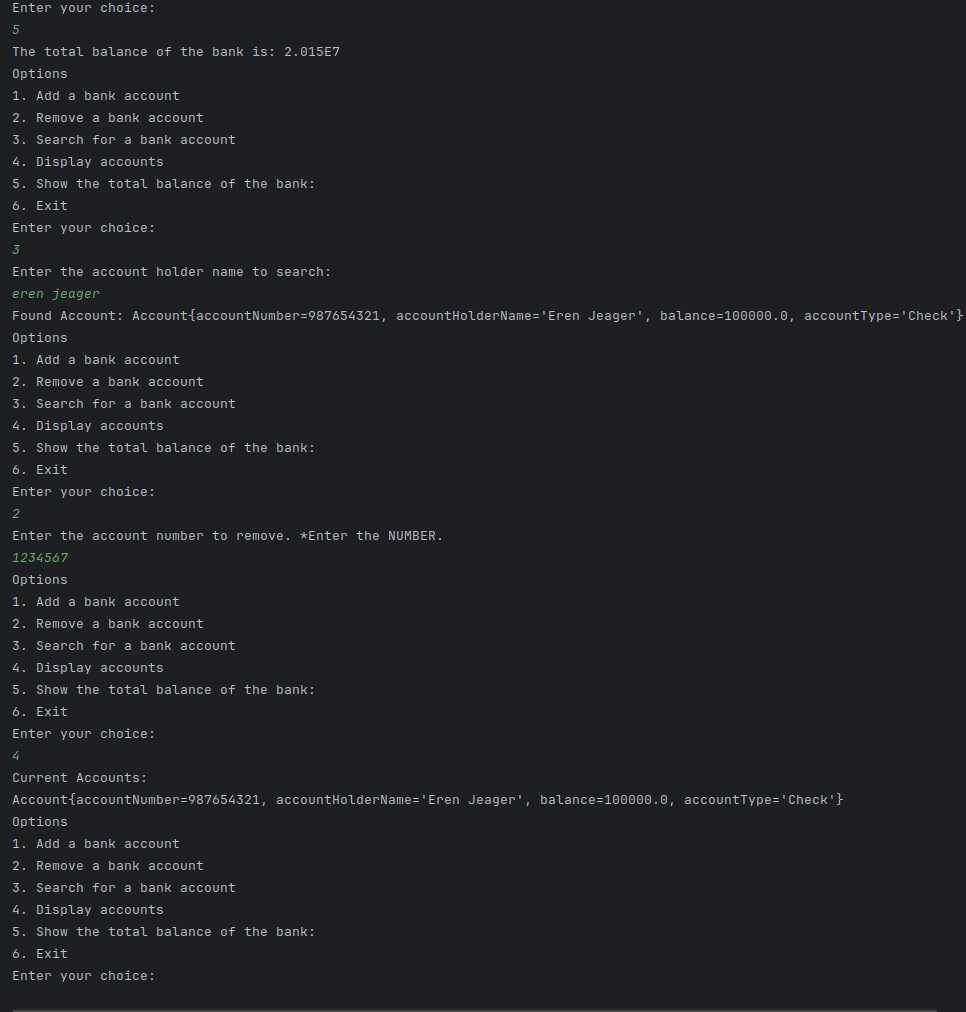 Enter your choice:
5
The total balance of the bank is: 2.015E7
Options
1. Add a bank account
2. Remove a bank account
3. Search for a bank account
4. Display accounts
5. Show the total balance of the bank:
6. Exit
Enter your choice:
3
Enter the account holder name to search:
eren jeager
Found Account: Account{accountNumber=987654321, accountHolderName='Eren Jeager', balance=100000.0, accountType='Check'}
Options
1. Add a bank account
2. Remove a bank account
3. Search for a bank account
4. Display accounts
5. Show the total balance of the bank:
6. Exit
Enter your choice:
2
Enter the account number to remove. *Enter the NUMBER.
1234567
Options
1. Add a bank account
2. Remove a bank account
3. Search for a bank account
4. Display accounts
5. Show the total balance of the bank:
6. Exit
Enter your choice:
4
Current Accounts:
Account{accountNumber=987654321, accountHolderName='Eren Jeager', balance=100000.0, accountType='Check'}
Options
1. Add a bank account
2. Remove a bank account
3. Search for a bank account
4. Display accounts
5. Show the total balance of the bank:
6. Exit
Enter your choice: